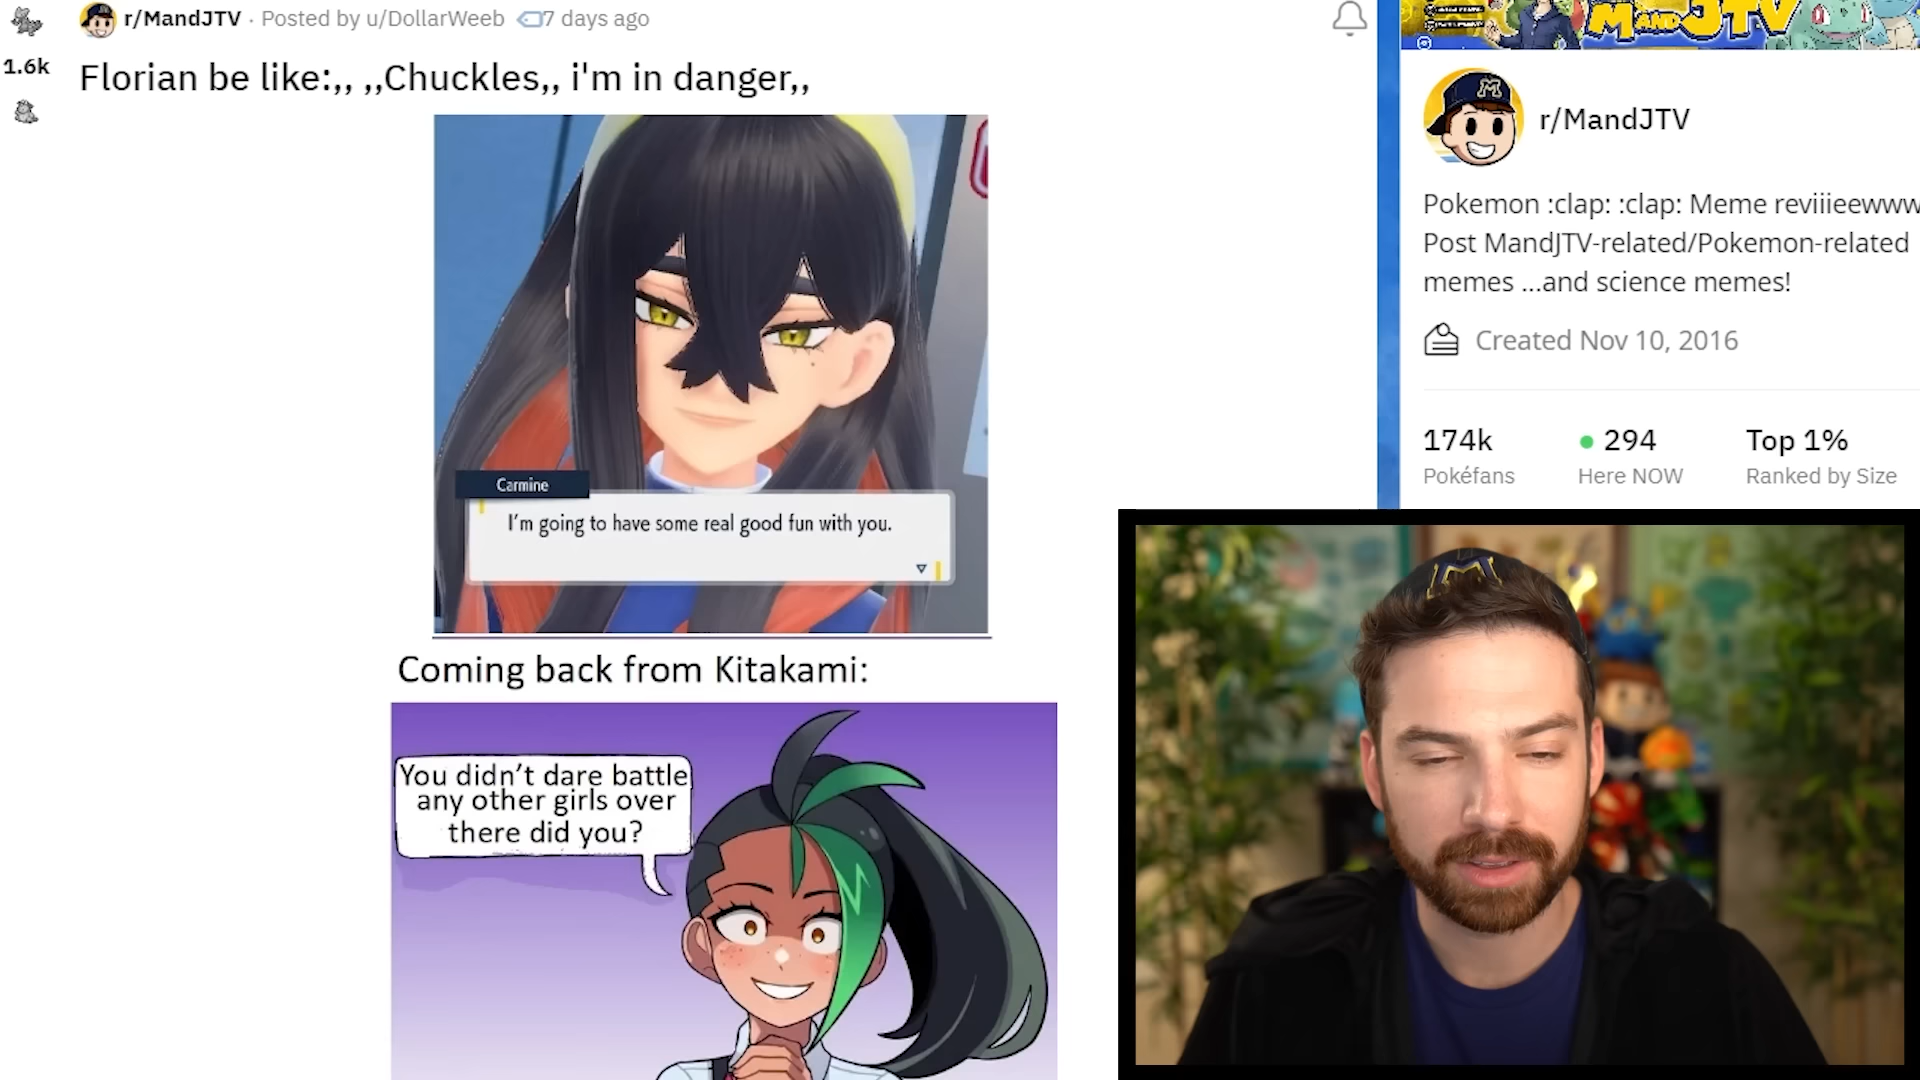 r/MandJTV · Posted by u/DollarWeeb 7 days ago
1.6k
Florian be like:,, ,,Chuckles,, i'm in danger,,
Carmine
I'm going to have some real good fun with you.
Coming back from Kitakami:
You didn't dare battle
any other girls over
there did you?
MANDJTV
M
r/MandJTV
Pokemon :clap: :clap: Meme reviiieewww
Post MandJTV-related/Pokemon-related
memes ...and science memes!
Created Nov 10, 2016
174k 294 Top 1%
Pokéfans Here NOW Ranked by Size
M